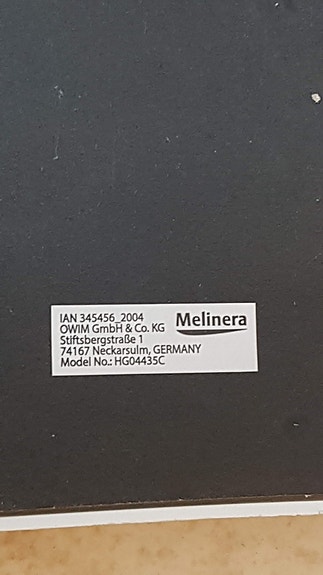 IAN 345456_2004
OWIM GmbH & Co. KG
Stiftsbergstraße 1
74167 Neckarsulm, GERMANY
Model No.: HG04435C
Melinera